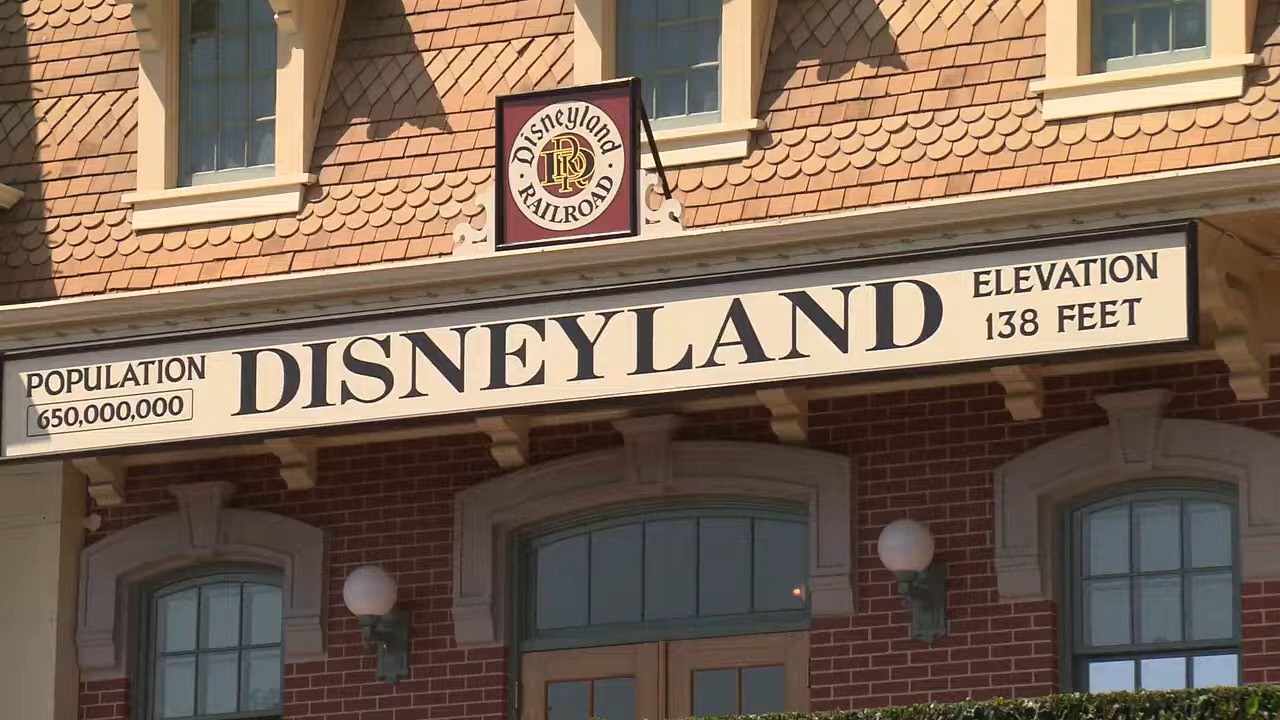 Disneyland
DRR
RAILROAD
POPULATION
650,000,000
DISNEYLAND
ELEVATION
138 FEET